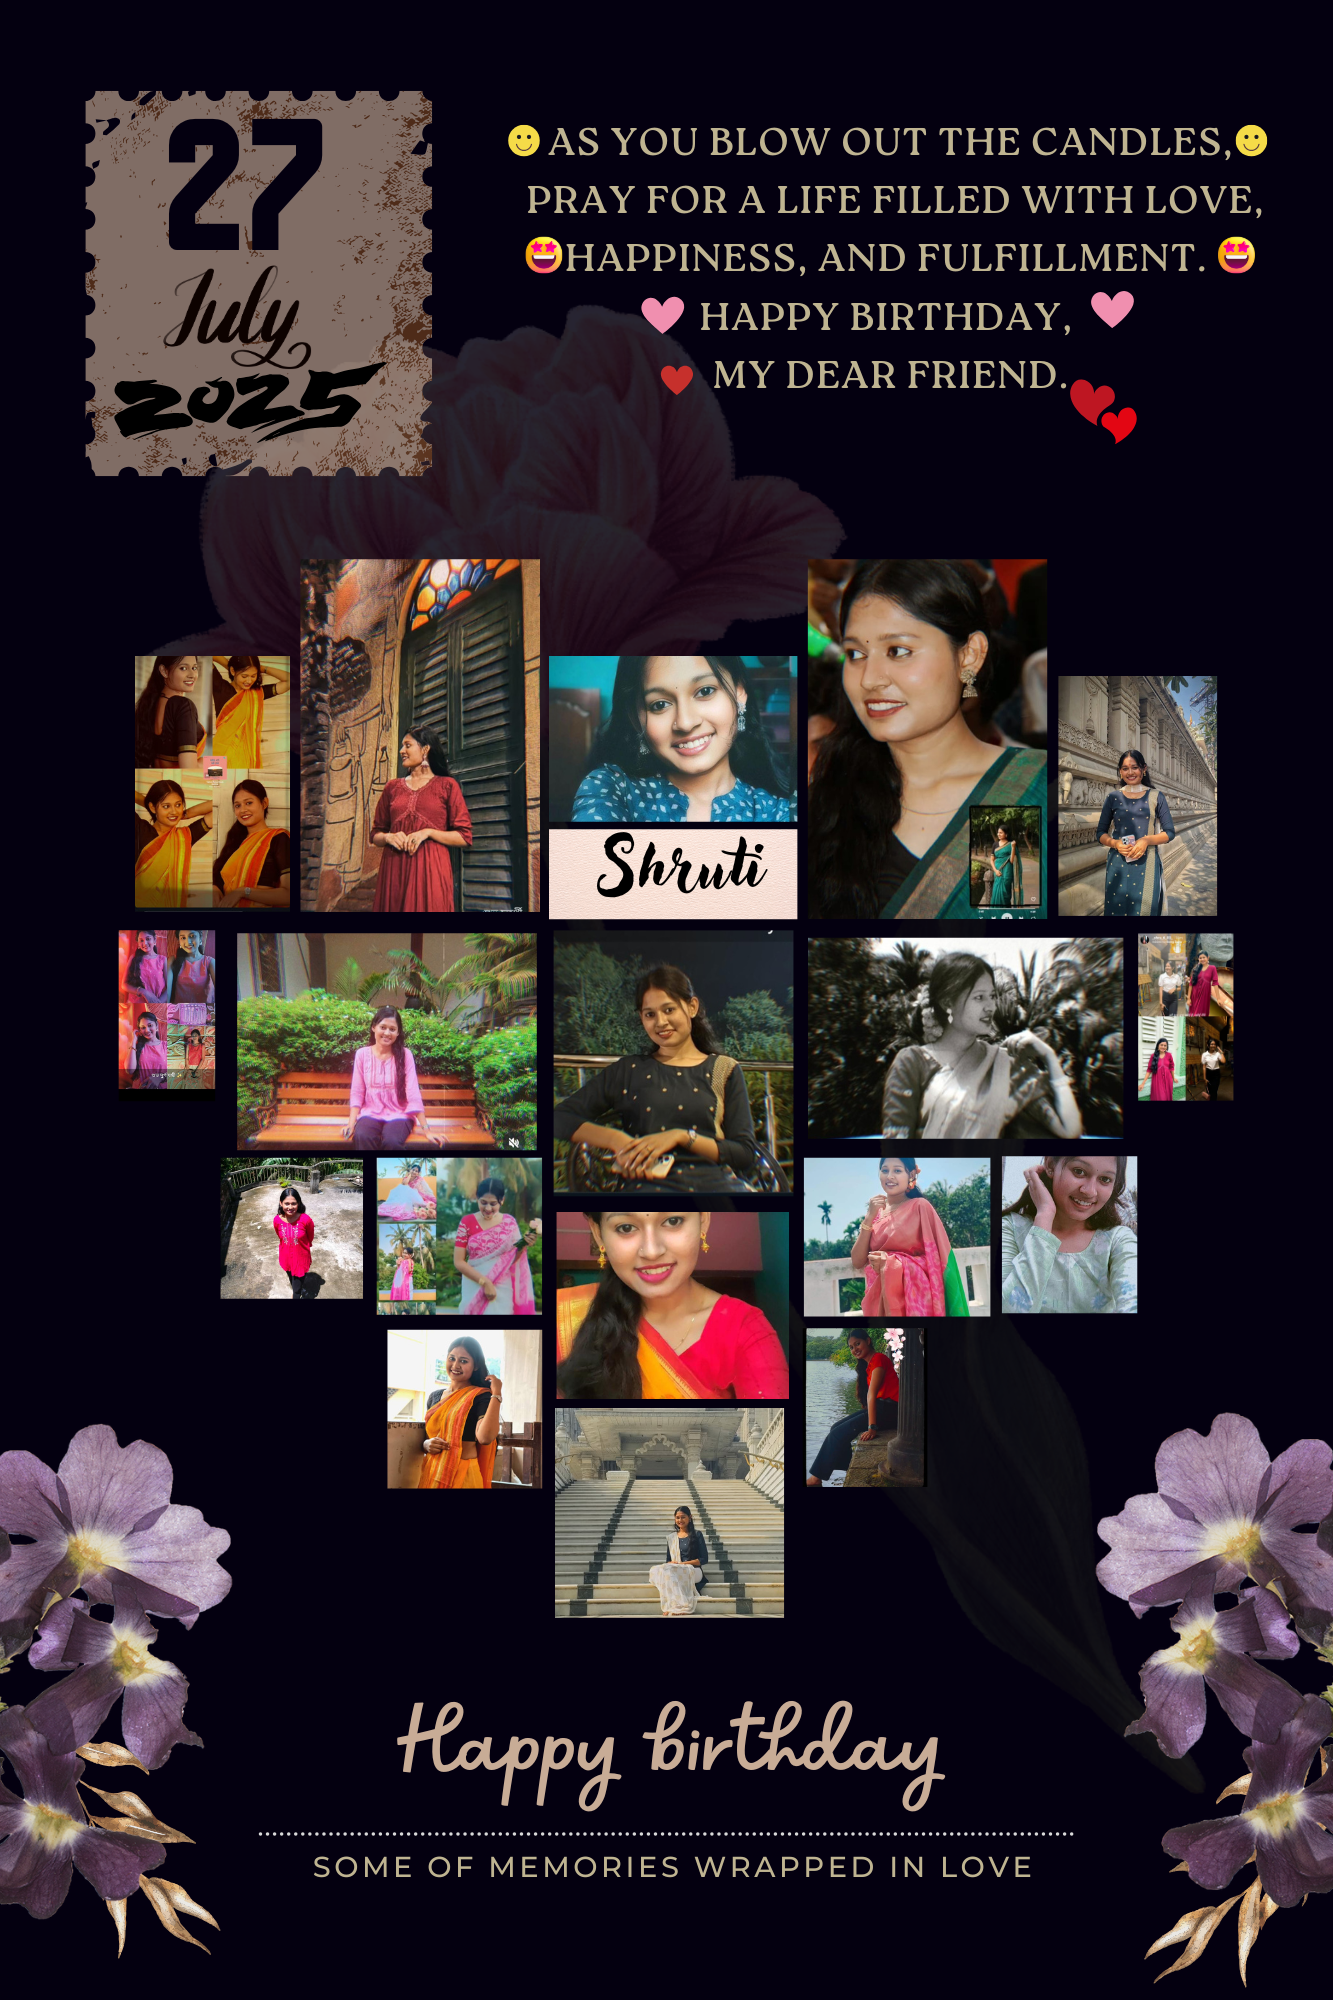 27
July
2025
AS YOU BLOW OUT THE CANDLES,
PRAY FOR A LIFE FILLED WITH LOVE,
HAPPINESS, AND FULFILLMENT.
HAPPY BIRTHDAY,
MY DEAR FRIEND.
Shruti
Happy birthday
SOME OF MEMORIES WRAPPED IN LOVE